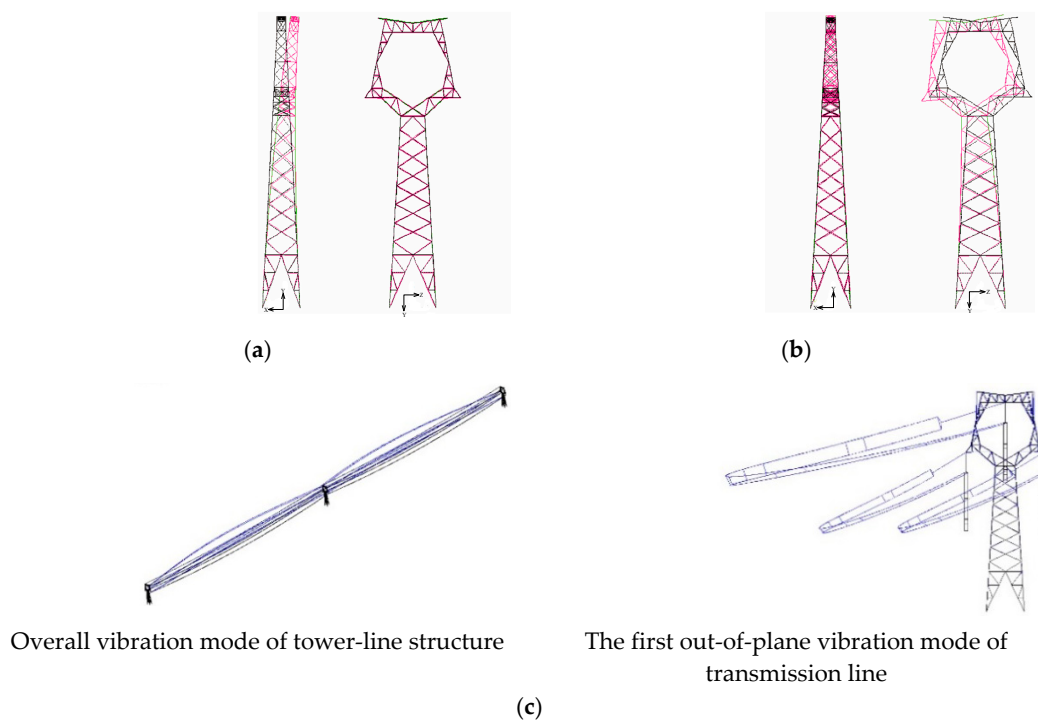 Y
X
Z
Y
(a)
Y
X
Z
Y
(b)
Overall vibration mode of tower-line structure
The first out-of-plane vibration mode of
transmission line
(c)